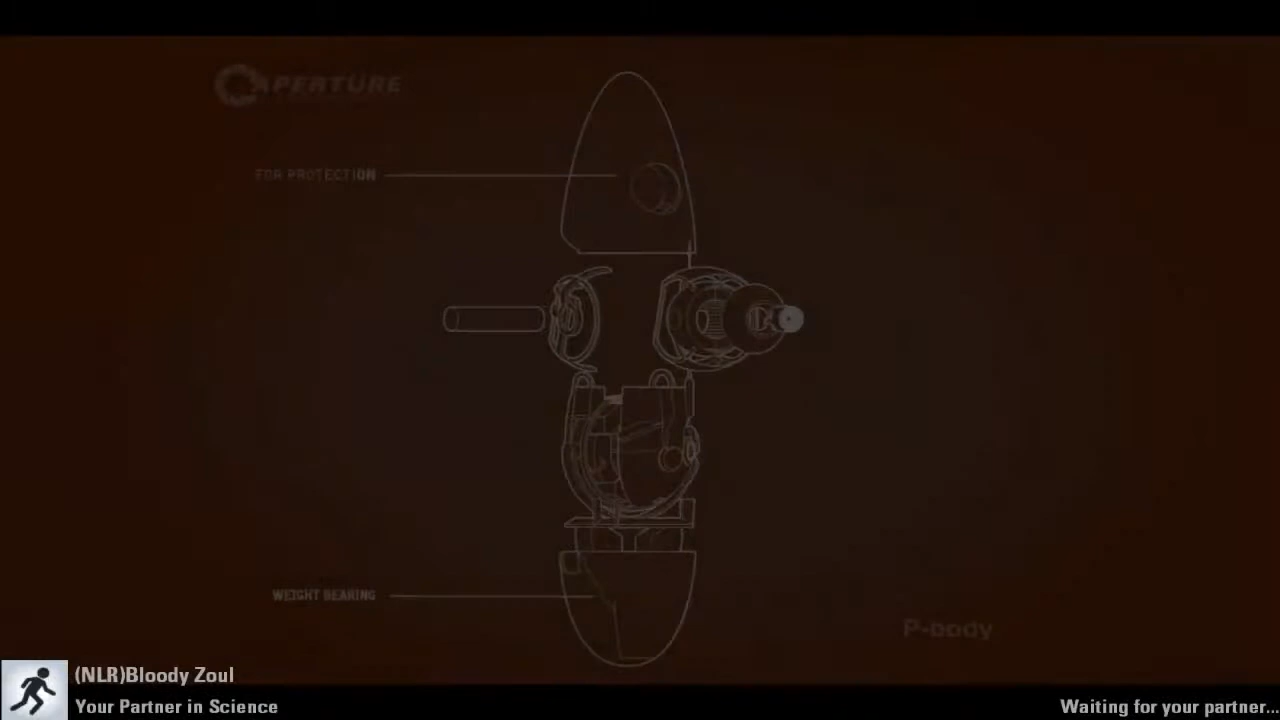 APERTURE
FOR PROTECTION
WEIGHT BEARING
P-body
(NLR)Bloody Zoul
Your Partner in Science
Waiting for your partner...